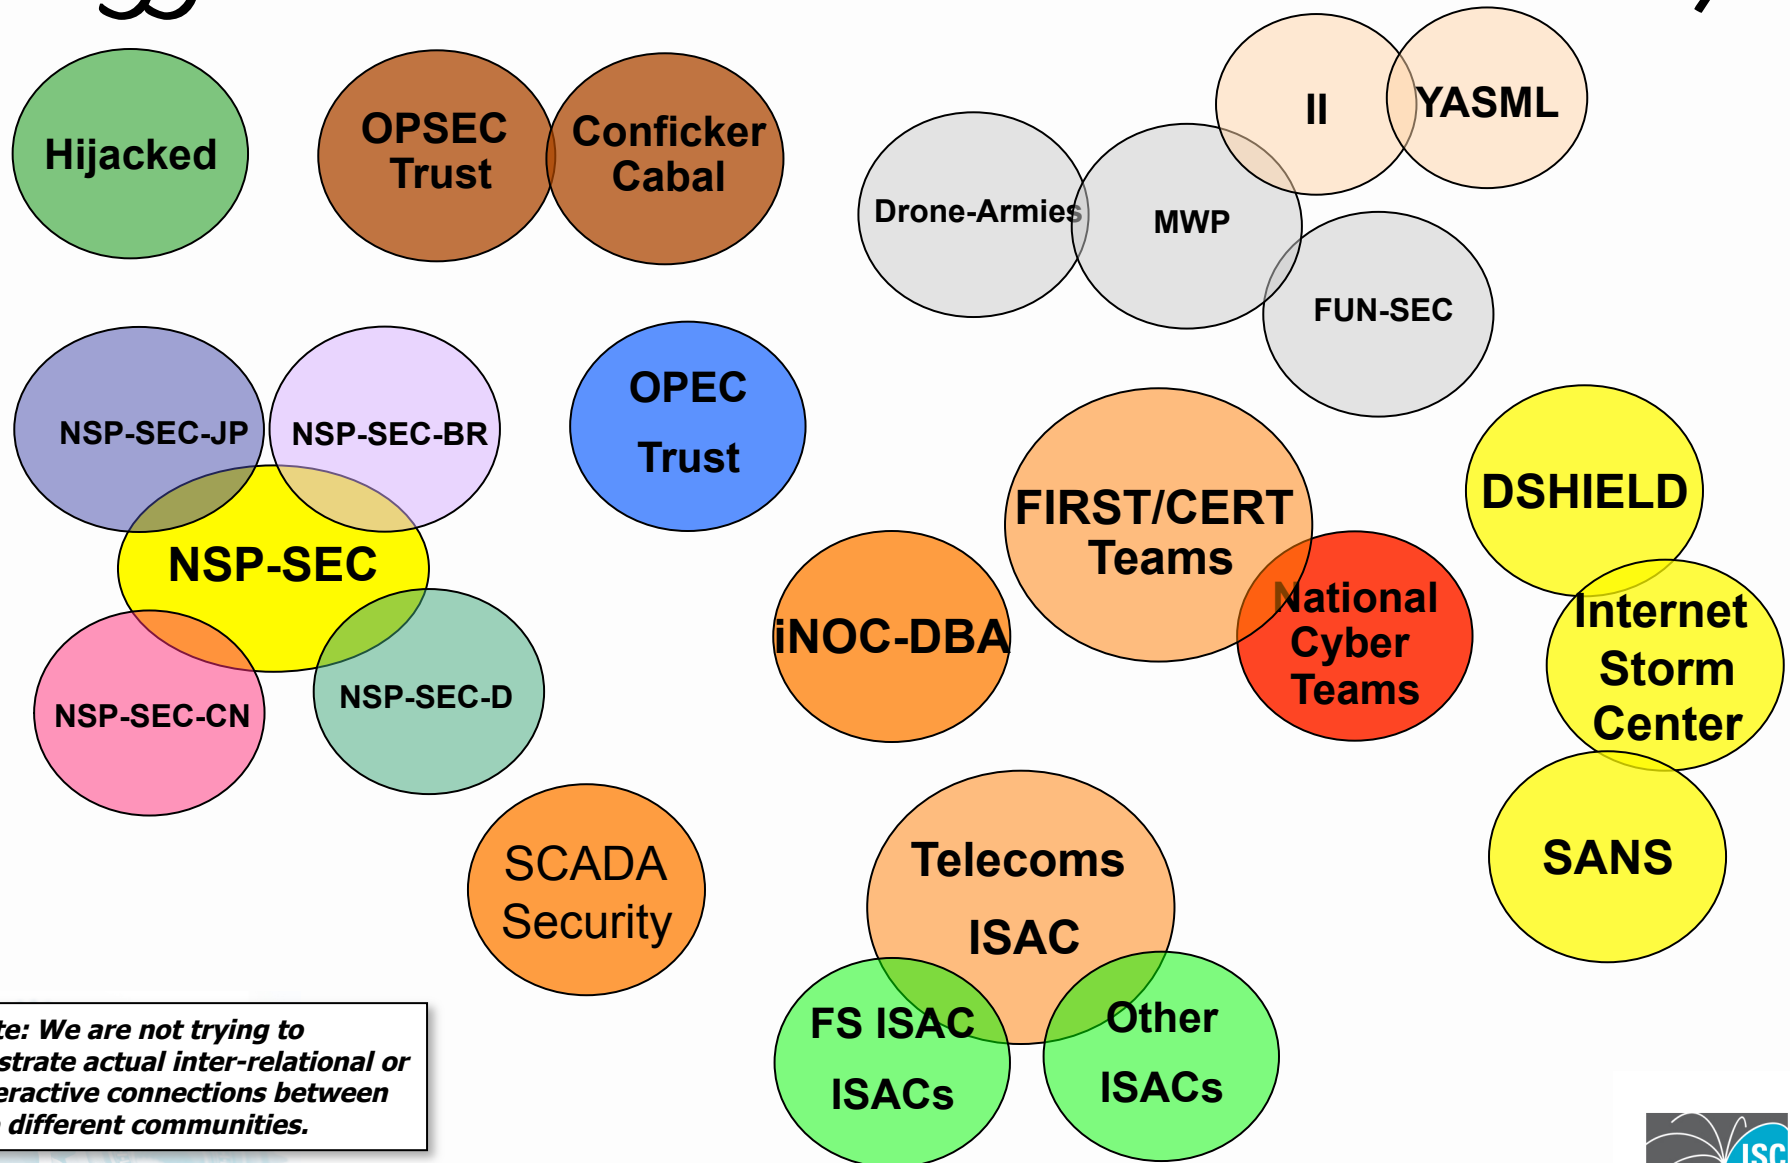 Hijacked
OPSEC
Trust
Conficker
Cabal
II
YASML
Drone-Armies
MWP
FUN-SEC
NSP-SEC-JP
NSP-SEC-BR
NSP-SEC
NSP-SEC-CN
NSP-SEC-D
OPEC
Trust
FIRST/CERT
Teams
National
Cyber
Teams
iNOC-DBA
DSHIELD
Internet
Storm
Center
SANS
SCADA
Security
Telecoms
ISAC
FS ISAC
ISACs
Other
ISACs
te: We are not trying to
strate actual inter-relational or
eractive connections between
different communities.
ISC